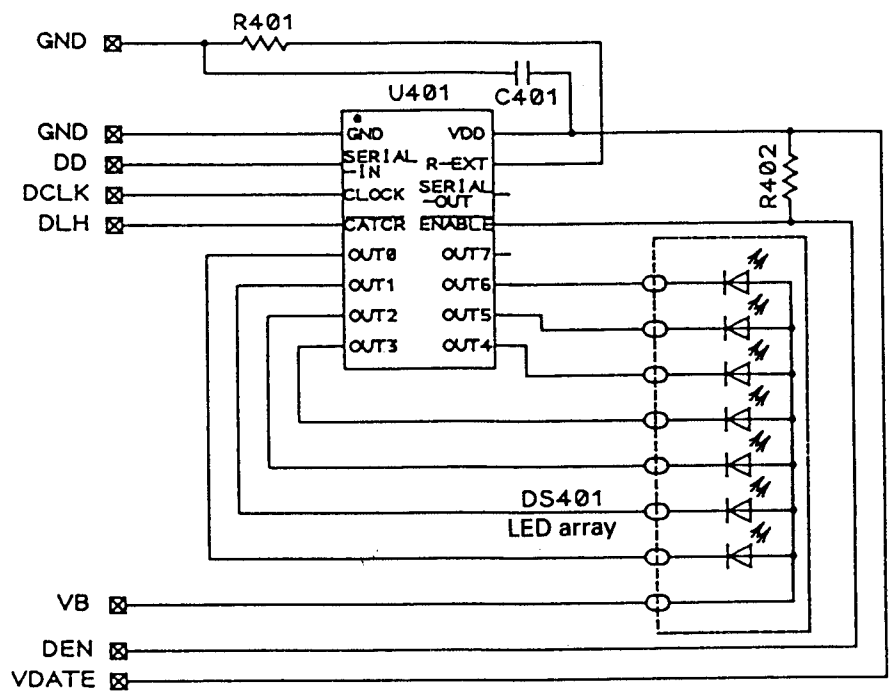 R401
GND
C401
U401
GND
GND
VDD
DD
SERIAL
-IN
R-EXT
DCLK
CLOCK
SERIAL
-OUT
R402
DLH
CATCR
ENABLE
OUT0
OUT7
OUT1
OUT6
OUT2
OUT5
OUT3
OUT4
DS401
LED array
VB
DEN
VDATE